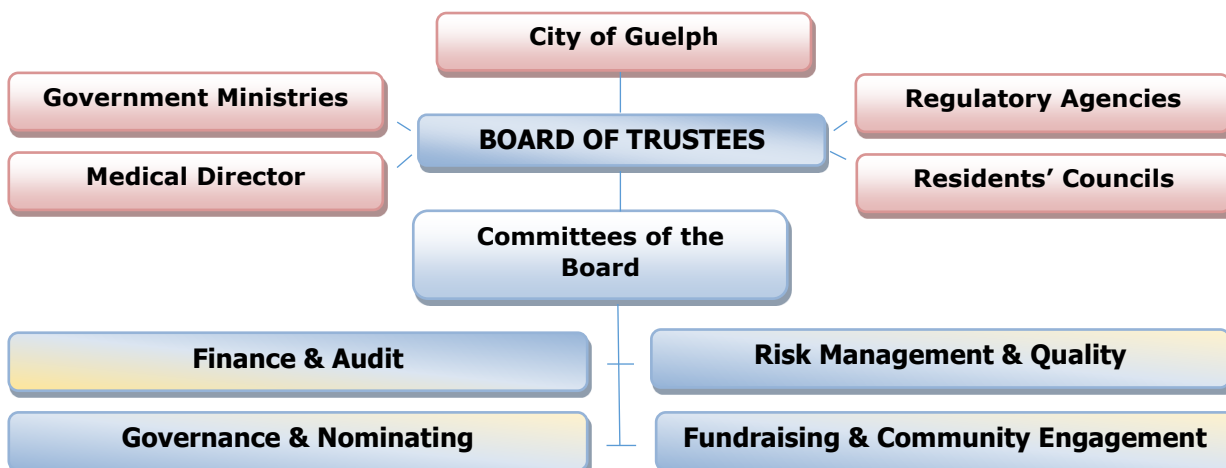 City of Guelph
Government Ministries
Regulatory Agencies
BOARD OF TRUSTEES
Medical Director
Residents’ Councils
Committees of the
Board
Finance & Audit
Risk Management & Quality
Governance & Nominating
Fundraising & Community Engagement